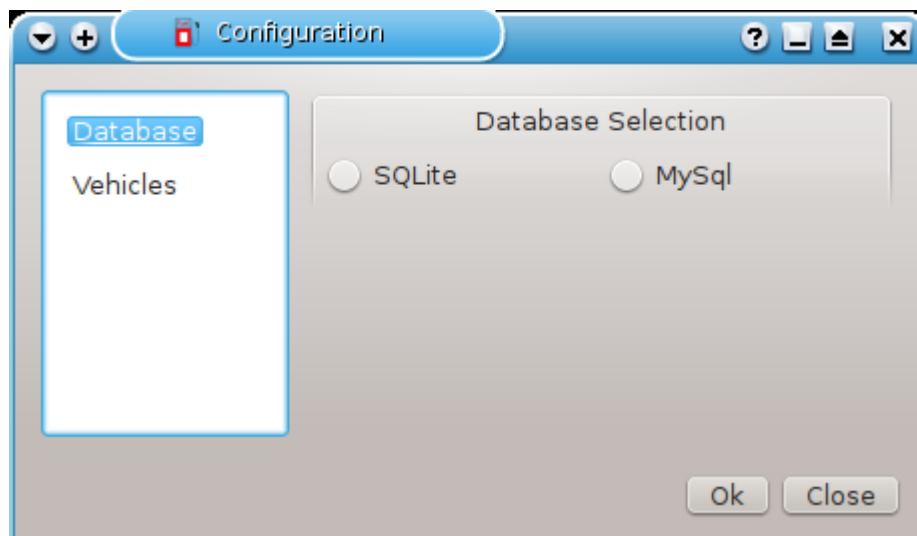 Configuration
Database
Vehicles
Database Selection
SQLite
MySql
Ok
Close